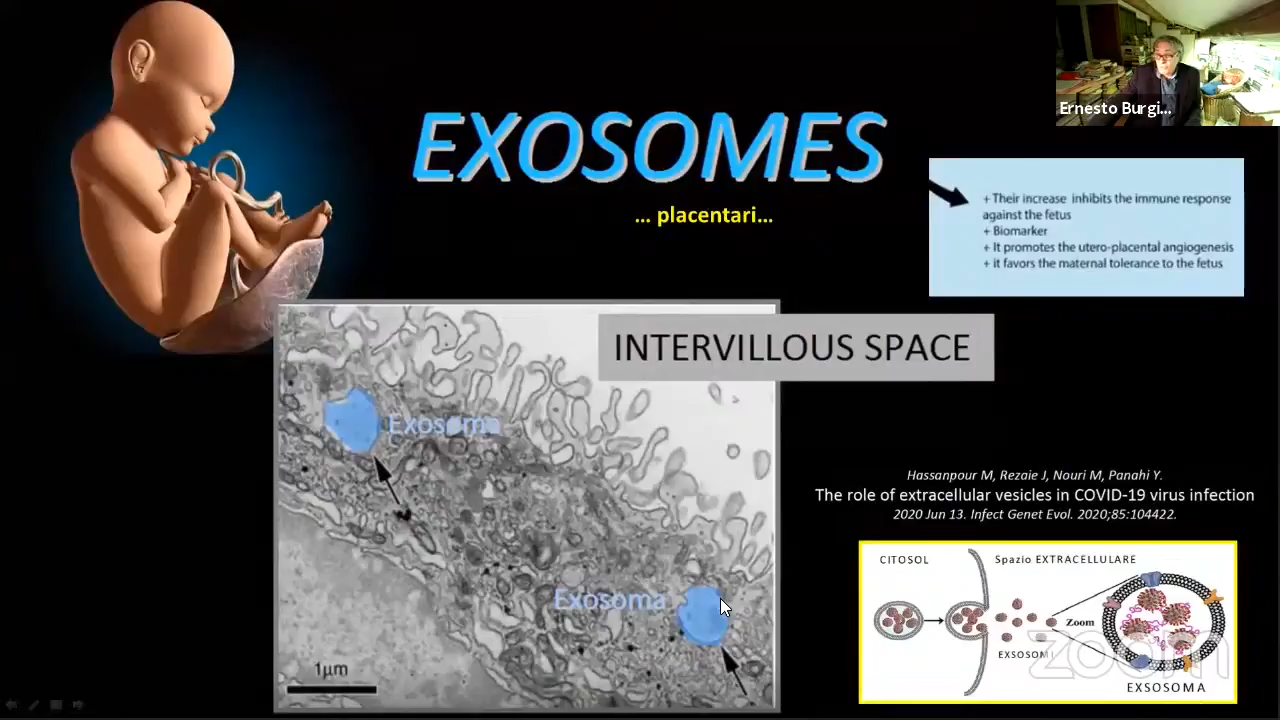 Ernesto Burgi...
EXOSOMES
... placentari...
+ Their increase inhibits the immune response
against the fetus
+ Biomarker
+ It promotes the utero-placental angiogenesis
+ it favors the maternal tolerance to the fetus
INTERVILLOUS SPACE
Exosoma
Exosoma
1µm
Hassanpour M, Rezaie J, Nouri M, Panahi Y.
The role of extracellular vesicles in COVID-19 virus infection
2020 Jun 13. Infect Genet Evol. 2020;85:104422.
CITOSOL
Spazio EXTRACELLULARE
Zoom
EXSOSOMI
EXSOSOMA
zoom